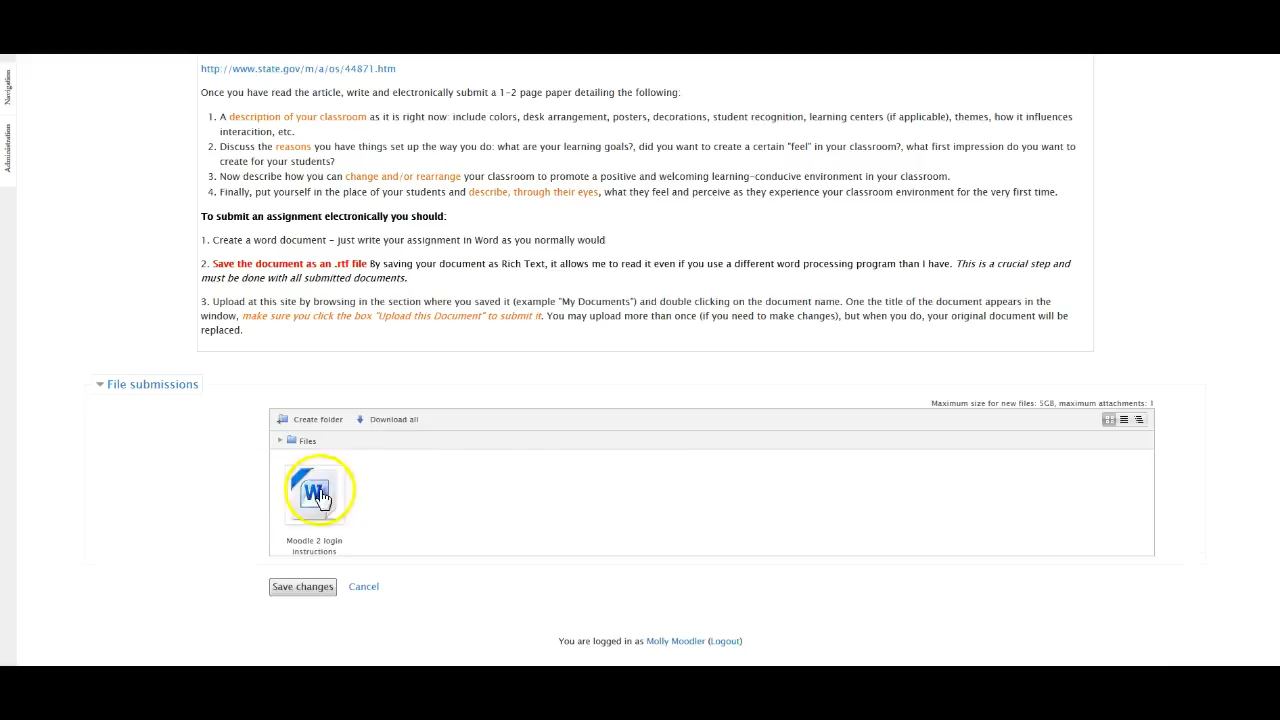 Navigation
Administration
http://www.state.gov/m/a/os/44871.htm
Once you have read the article, write and electronically submit a 1-2 page paper detailing the following:
1. A description of your classroom as it is right now: include colors, desk arrangement, posters, decorations, student recognition, learning centers (if applicable), themes, how it influences
interacition, etc.
2. Discuss the reasons you have things set up the way you do: what are your learning goals?, did you want to create a certain "feel" in your classroom?, what first impression do you want to
create for your students?
3. Now describe how you can change and/or rearrange your classroom to promote a positive and welcoming learning-conducive environment in your classroom.
4. Finally, put yourself in the place of your students and describe, through their eyes, what they feel and perceive as they experience your classroom environment for the very first time.
To submit an assignment electronically you should:
1. Create a word document - just write your assignment in Word as you normally would
2. Save the document as an .rtf file By saving your document as Rich Text, it allows me to read it even if you use a different word processing program than I have. This is a crucial step and
must be done with all submitted documents.
3. Upload at this site by browsing in the section where you saved it (example "My Documents") and double clicking on the document name. One the title of the document appears in the
window, make sure you click the box "Upload this Document" to submit it. You may upload more than once (if you need to make changes), but when you do, your original document will be
replaced.
File submissions
Maximum size for new files: 5GB, maximum attachments: 1
Create folder Download all
Files
W
Moodle 2 login
instructions
Save changes Cancel
You are logged in as Molly Moodler (Logout)